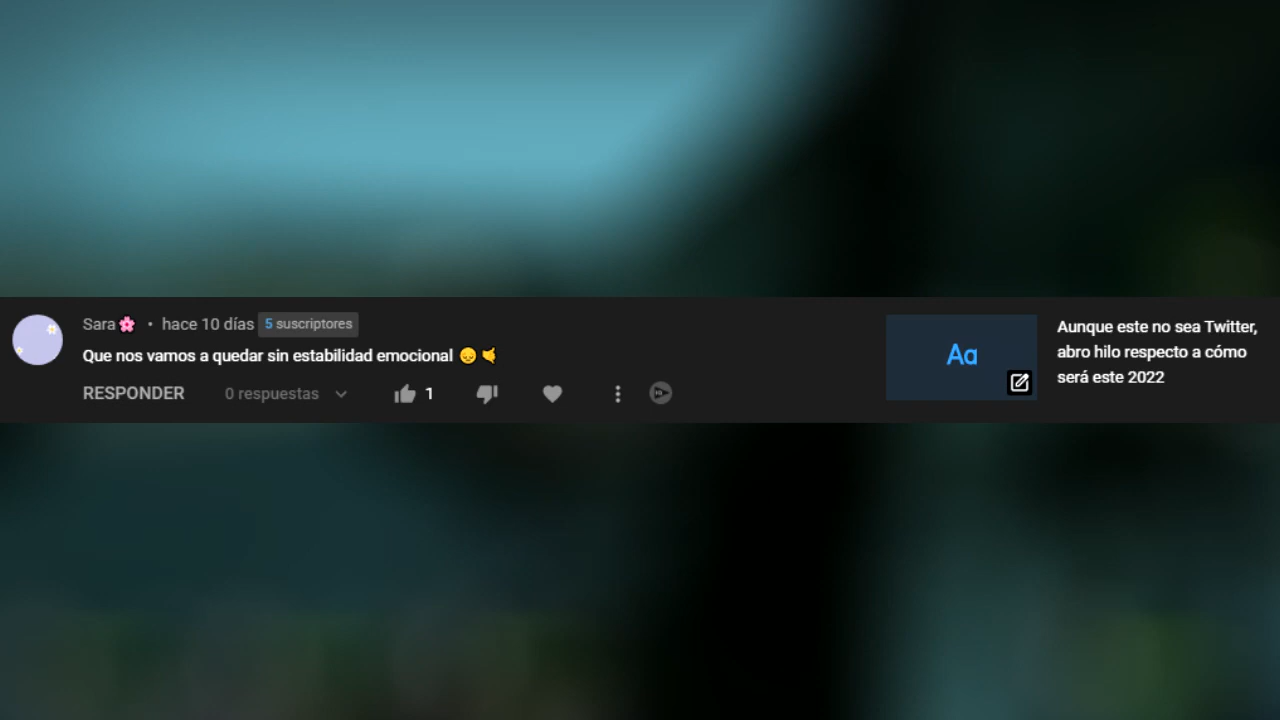 Sara🌸 • hace 10 días 5 suscriptores
Que nos vamos a quedar sin estabilidad emocional 😞🤙
RESPONDER 0 respuestas 1
Aa
Aunque este no sea Twitter,
abro hilo respecto a cómo
será este 2022